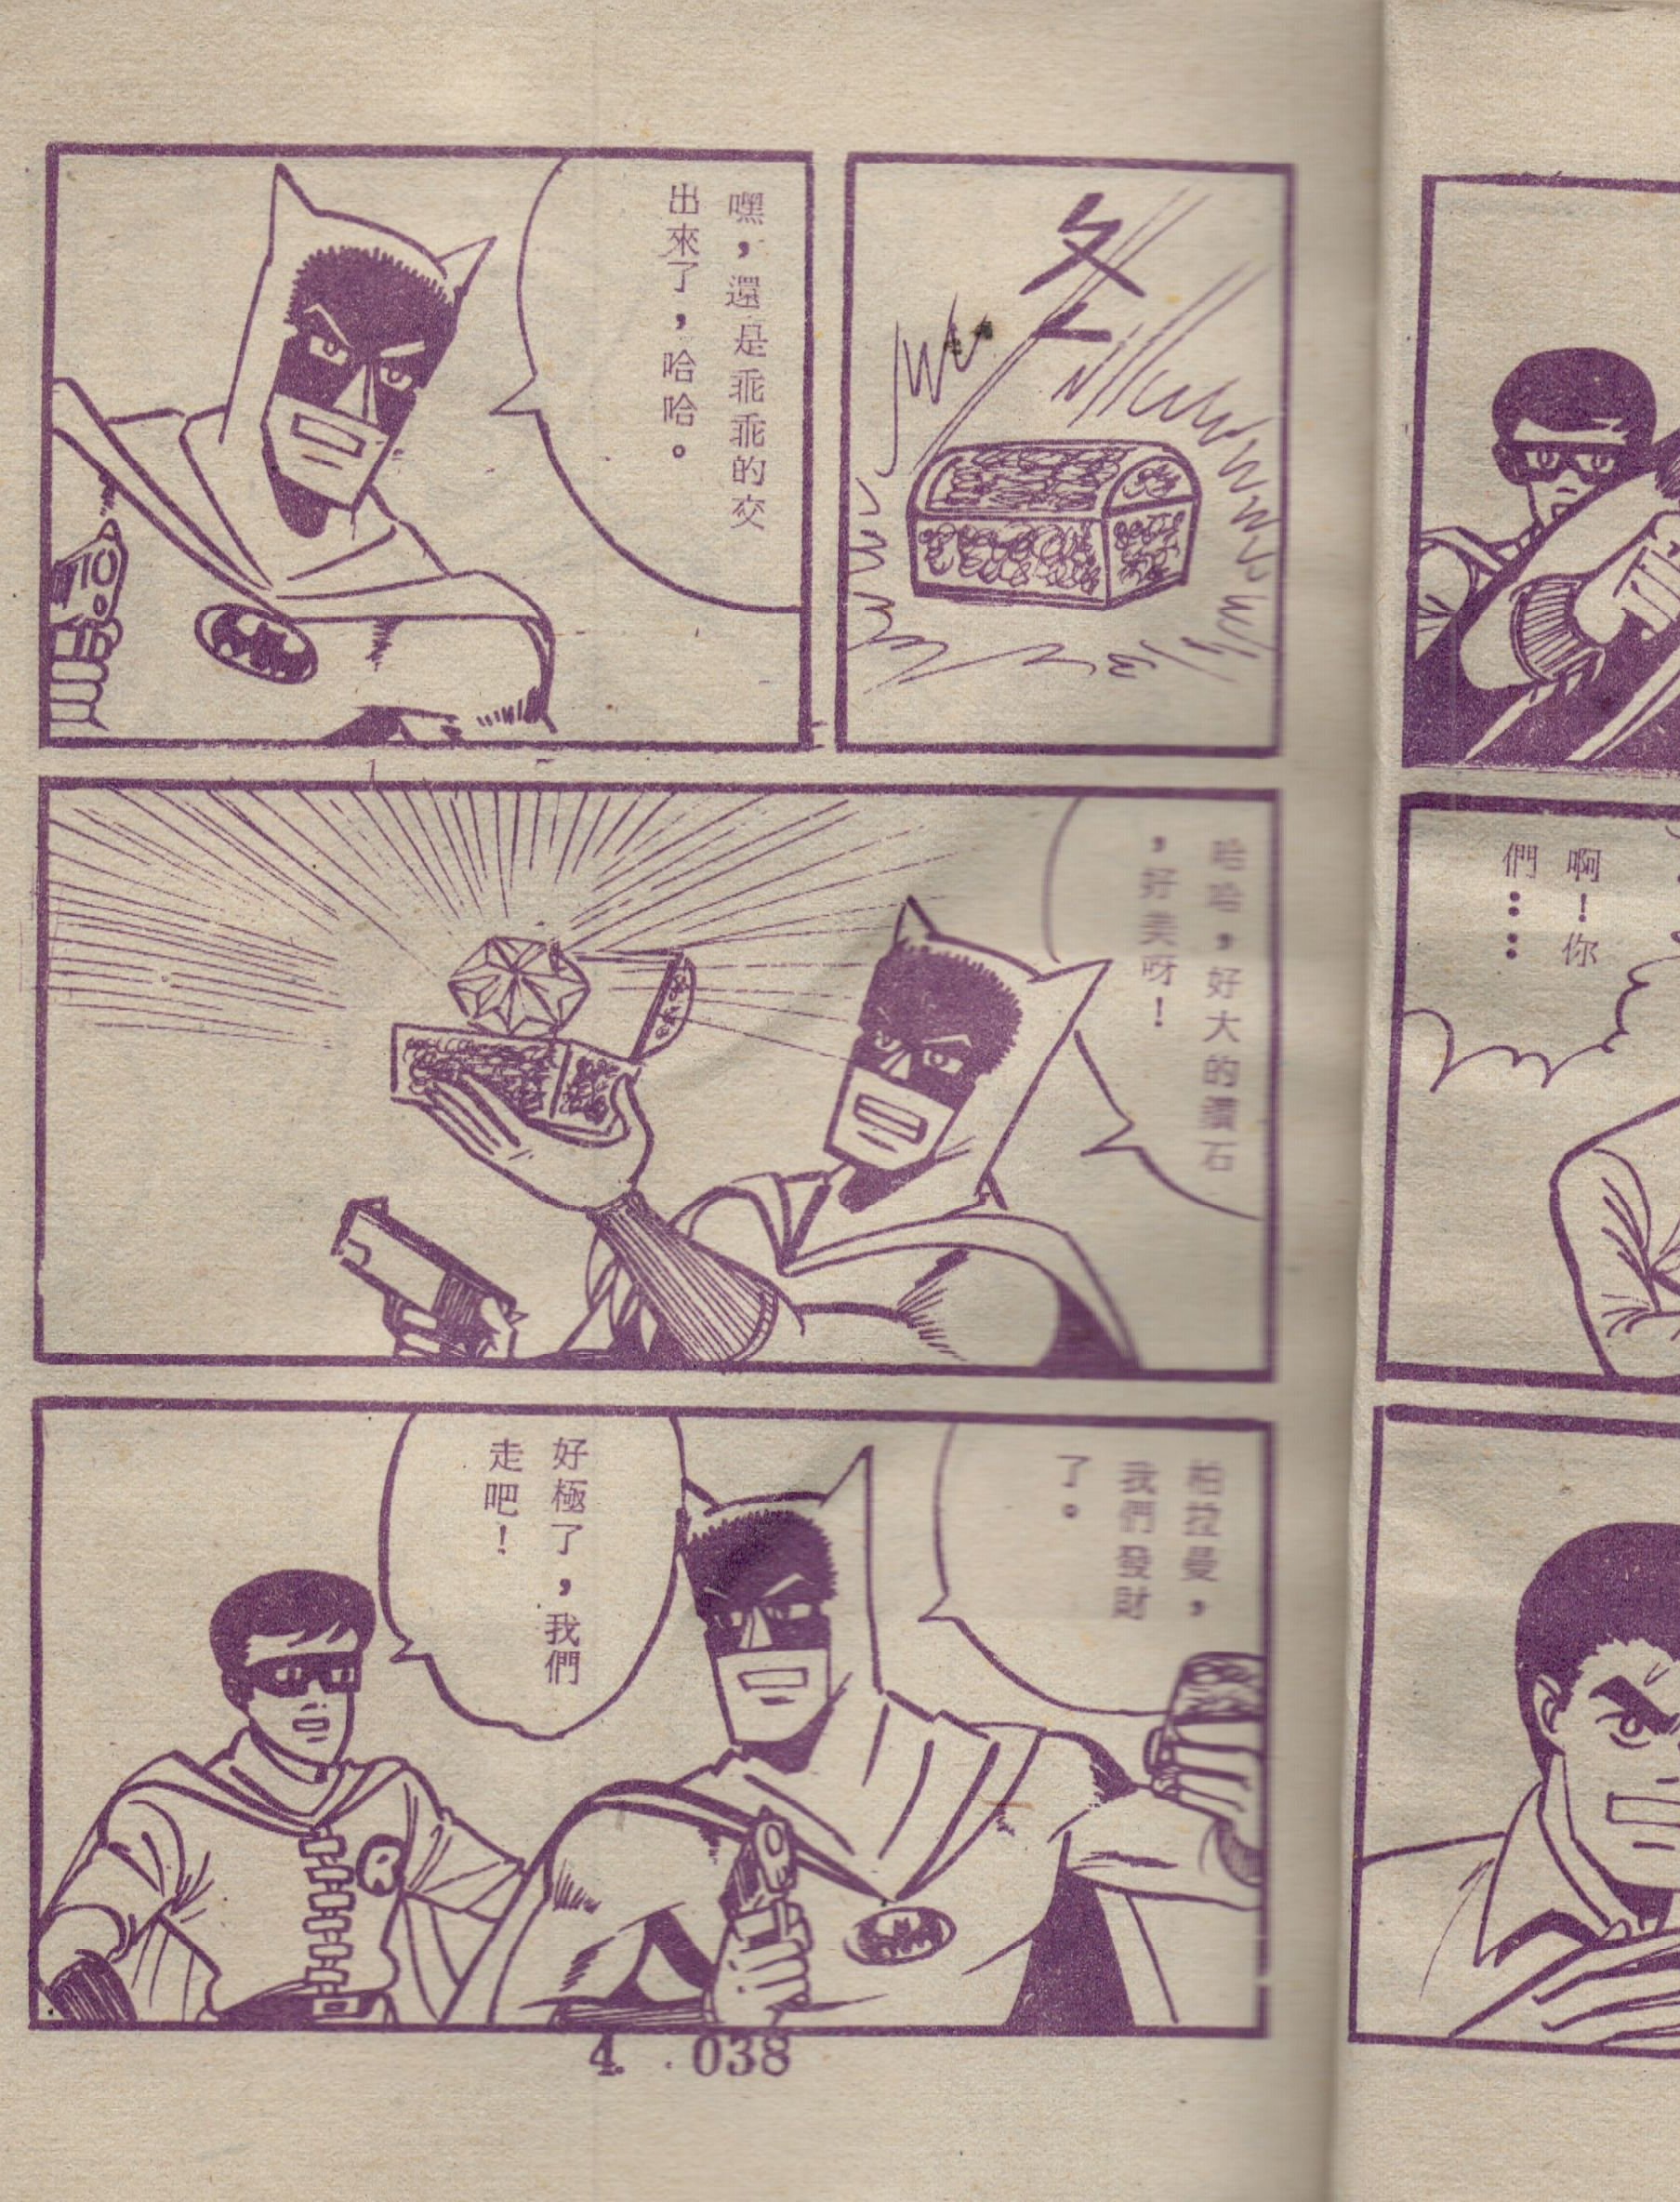 冬
嘿，還是乖乖的交
出來了，哈哈。
哈哈，好大的鑽石
，好美呀！
柏拉曼，
我們發財
了。
好極了，我們
走吧！
R
4 038
啊！你
們‥‥